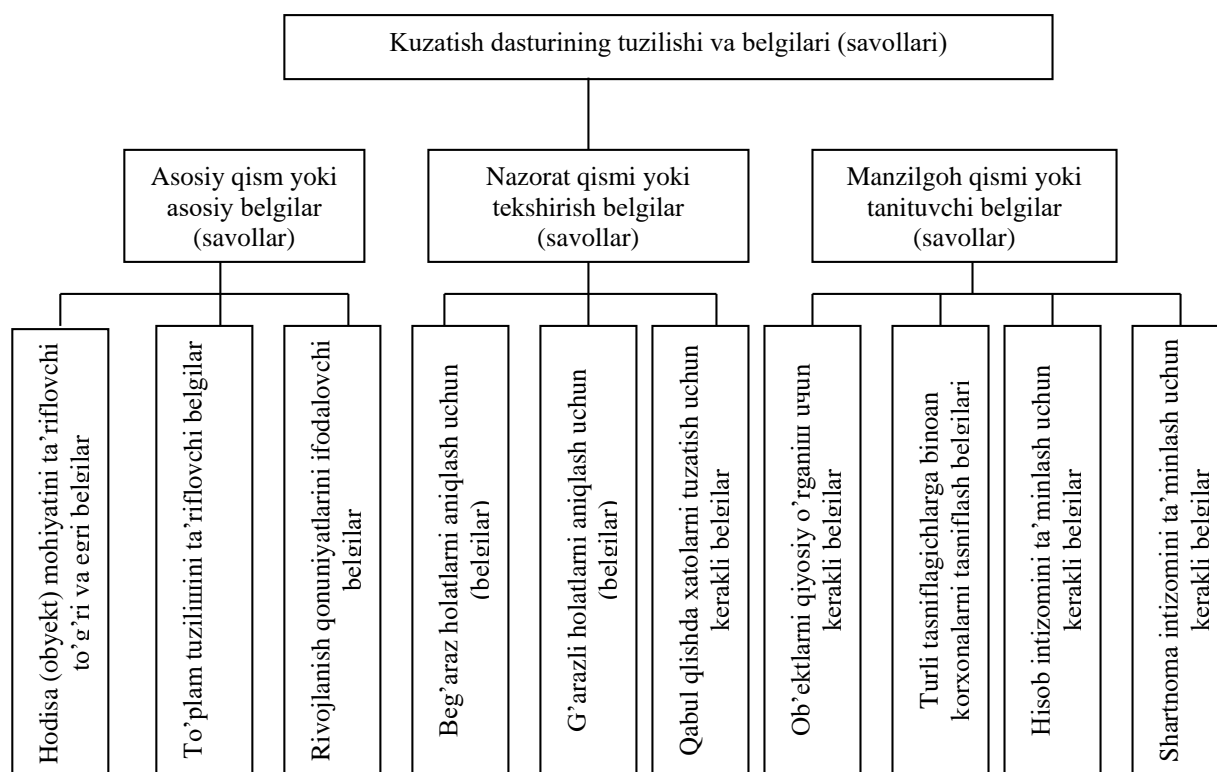 Kuzatish dasturining tuzilishi va belgilari (savollari)
Asosiy qism yoki
asosiy belgilar
(savollar)
Nazorat qismi yoki
tekshirish belgilar
(savollar)
Manzilgoh qismi yoki
tanituvchi belgilar
(savollar)
Hodisa (obyekt) mohiyatini ta’riflovchi
to’g’ri va egri belgilar
To’plam tuzilimini ta’riflovchi belgilar
Rivojlanish qonuniyatlarini ifodalovchi
belgilar
Beg’araz holatlarni aniqlash uchun
(belgilar)
G’arazli holatlarni aniqlash uchun
(belgilar)
Qabul qlishda xatolarni tuzatish uchun
kerakli belgilar
Ob’ektlarni qiyosiy o’rganiш uчun
kerakli belgilar
Turli tasniflagichlarga binoan
korxonalarni tasniflash belgilari
Hisob intizomini ta’minlash uchun
kerakli belgilar
Shartnoma intizomini ta’minlash uchun
kerakli belgilar